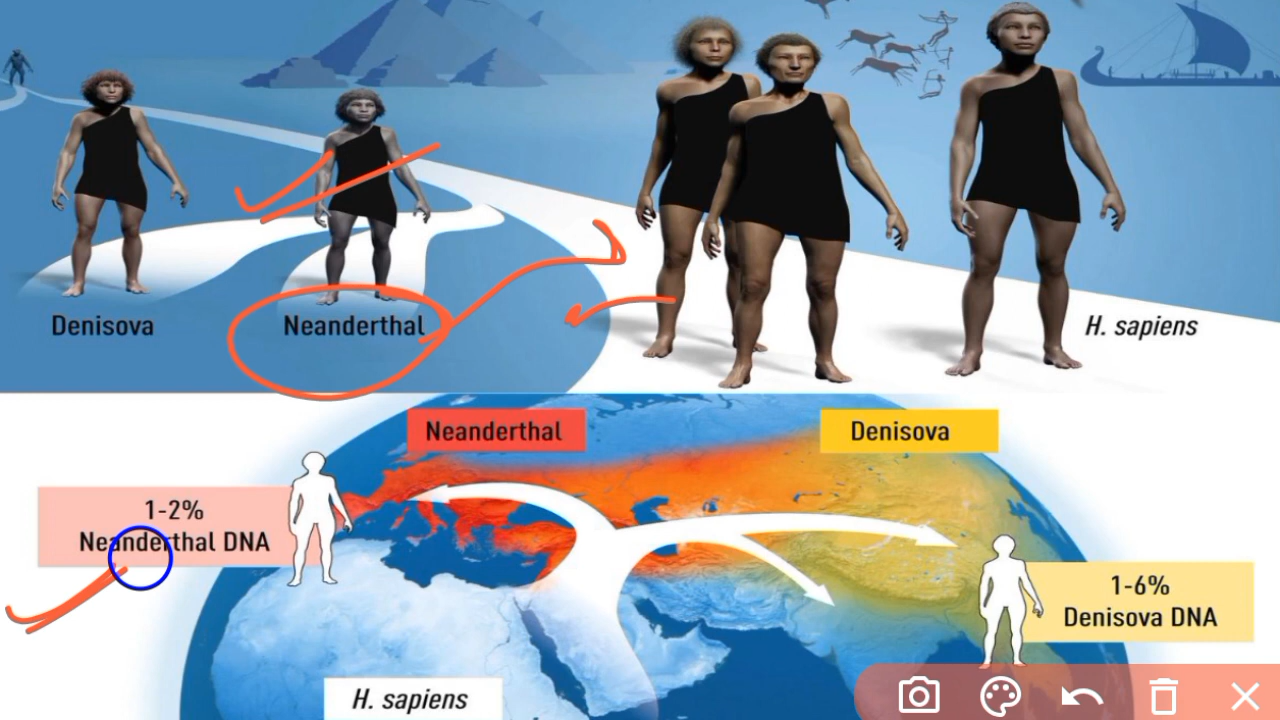 Denisova
Neanderthal
H. sapiens
Neanderthal
Denisova
1-2%
Neanderthal DNA
1-6%
Denisova DNA
H. sapiens